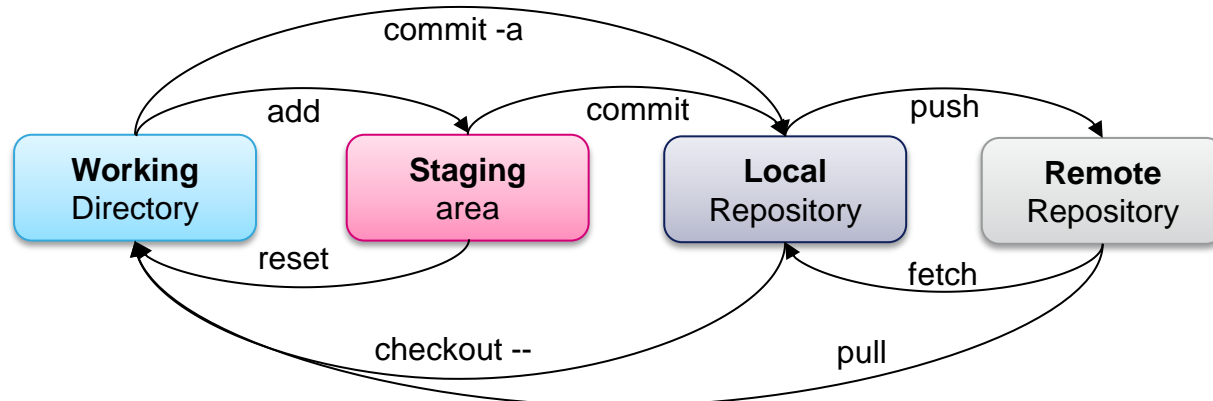 commit -a
add
commit
push
Working
Directory
Staging
area
Local
Repository
Remote
Repository
reset
fetch
checkout --
pull